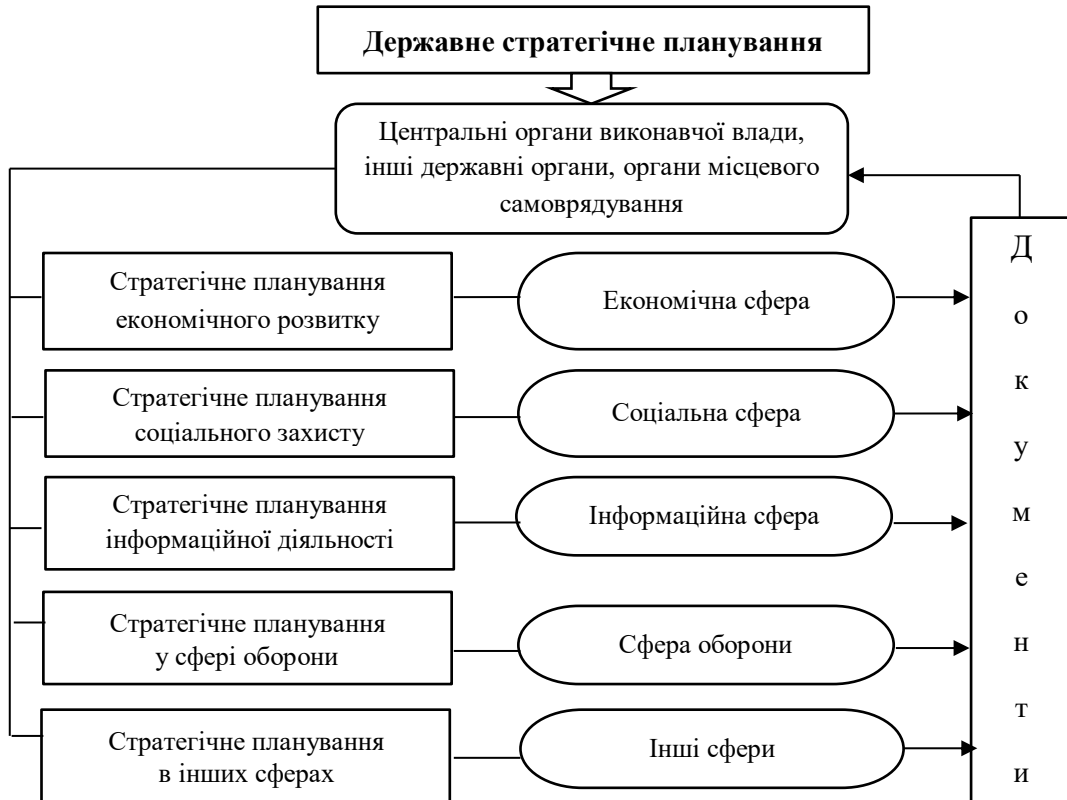 Державне стратегічне планування
Центральні органи виконавчої влади,
інші державні органи, органи місцевого
самоврядування
Стратегічне планування
економічного розвитку
Економічна сфера
Стратегічне планування
соціального захисту
Соціальна сфера
Стратегічне планування
інформаційної діяльності
Інформаційна сфера
Стратегічне планування
у сфері оборони
Сфера оборони
Стратегічне планування
в інших сферах
Інші сфери
Д
о
к
у
м
е
н
т
и